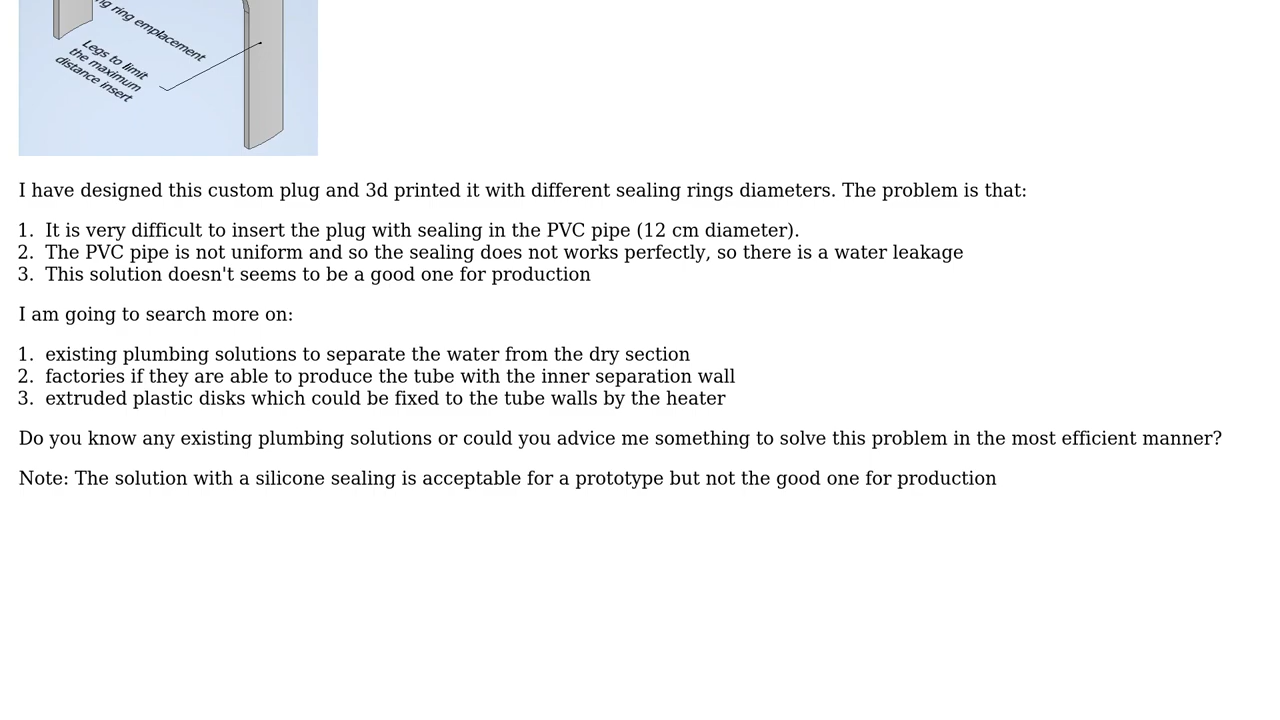 ng ring emplacement
Legs to limit
the maximum
distance insert
I have designed this custom plug and 3d printed it with different sealing rings diameters. The problem is that:
1. It is very difficult to insert the plug with sealing in the PVC pipe (12 cm diameter).
2. The PVC pipe is not uniform and so the sealing does not works perfectly, so there is a water leakage
3. This solution doesn't seems to be a good one for production
I am going to search more on:
1. existing plumbing solutions to separate the water from the dry section
2. factories if they are able to produce the tube with the inner separation wall
3. extruded plastic disks which could be fixed to the tube walls by the heater
Do you know any existing plumbing solutions or could you advice me something to solve this problem in the most efficient manner?
Note: The solution with a silicone sealing is acceptable for a prototype but not the good one for production